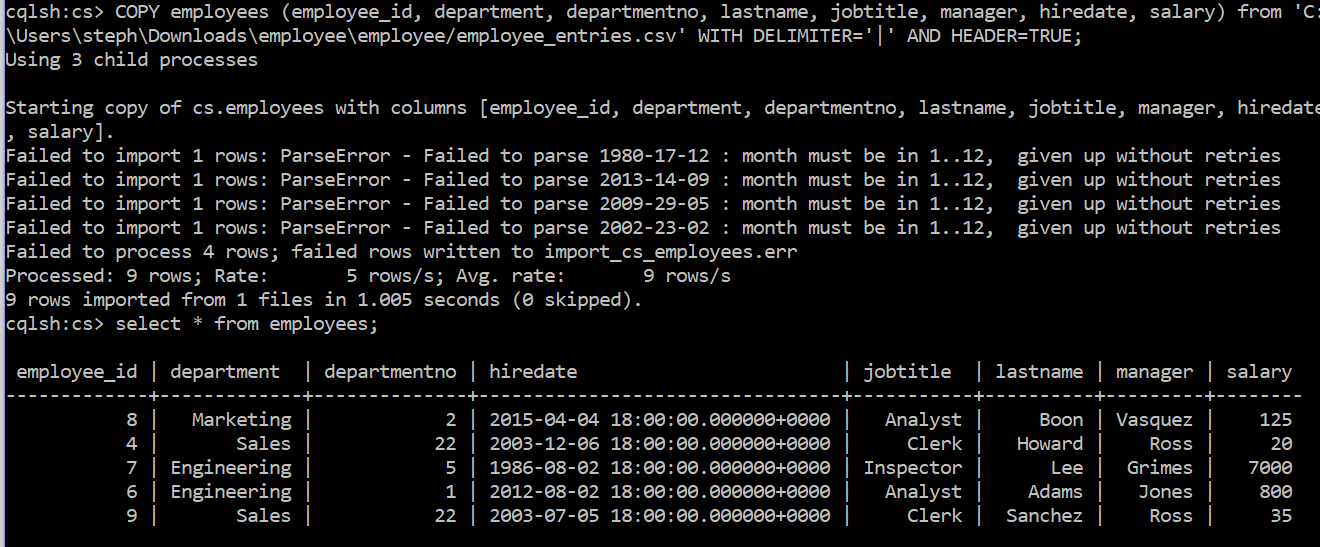 cqlsh:cs> COPY employees (employee_id, department, departmentno, lastname, jobtitle, manager, hiredate, salary) from 'C:
\Users\steph\Downloads\employee\employee/employee_entries.csv' WITH DELIMITER='|' AND HEADER=TRUE;
Using 3 child processes
Starting copy of cs.employees with columns [employee_id, department, departmentno, lastname, jobtitle, manager, hiredate
, salary].
Failed to import 1 rows: ParseError - Failed to parse 1980-17-12 : month must be in 1..12,  given up without retries
Failed to import 1 rows: ParseError - Failed to parse 2013-14-09 : month must be in 1..12,  given up without retries
Failed to import 1 rows: ParseError - Failed to parse 2009-29-05 : month must be in 1..12,  given up without retries
Failed to import 1 rows: ParseError - Failed to parse 2002-23-02 : month must be in 1..12,  given up without retries
Failed to process 4 rows; failed rows written to import_cs_employees.err
Processed: 9 rows; Rate:       5 rows/s; Avg. rate:       9 rows/s
9 rows imported from 1 files in 1.005 seconds (0 skipped).
cqlsh:cs> select * from employees;
 employee_id | department  | departmentno | hiredate                        | jobtitle  | lastname | manager | salary
-------------+-------------+--------------+---------------------------------+-----------+----------+---------+--------
           8 |   Marketing |            2 | 2015-04-04 18:00:00.000000+0000 |   Analyst |     Boon | Vasquez |    125
           4 |       Sales |           22 | 2003-12-06 18:00:00.000000+0000 |     Clerk |   Howard |    Ross |     20
           7 | Engineering |            5 | 1986-08-02 18:00:00.000000+0000 | Inspector |      Lee |  Grimes |   7000
           6 | Engineering |            1 | 2012-08-02 18:00:00.000000+0000 |   Analyst |    Adams |   Jones |    800
           9 |       Sales |           22 | 2003-07-05 18:00:00.000000+0000 |     Clerk |  Sanchez |    Ross |     35